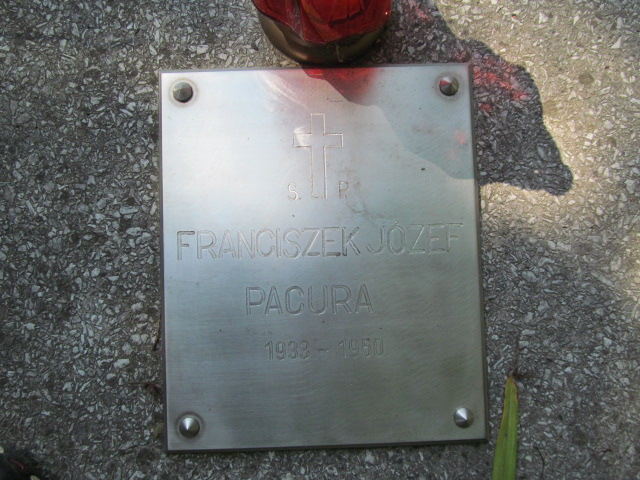 S. P.
FRANCISZEK JÓZEF
PACURA
1933 - 1950